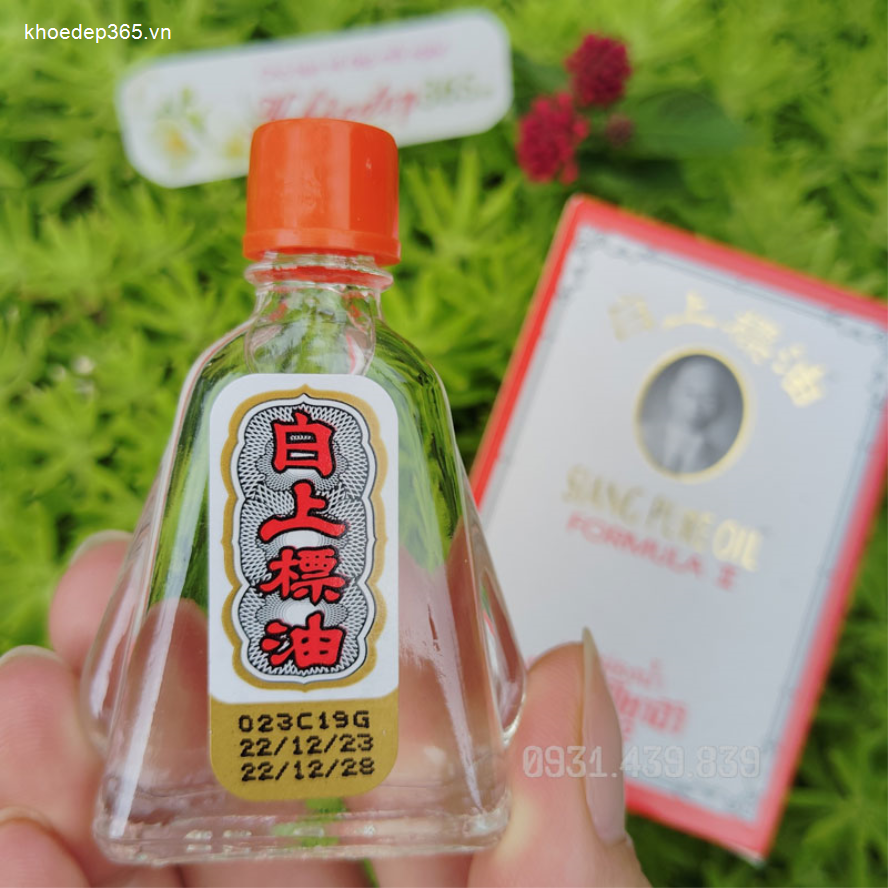 khoedep365.vn
白上標油
023C19G
22/12/23
22/12/28
白上標油
SIANG PURE OIL
FORMULA II
0931.439.839